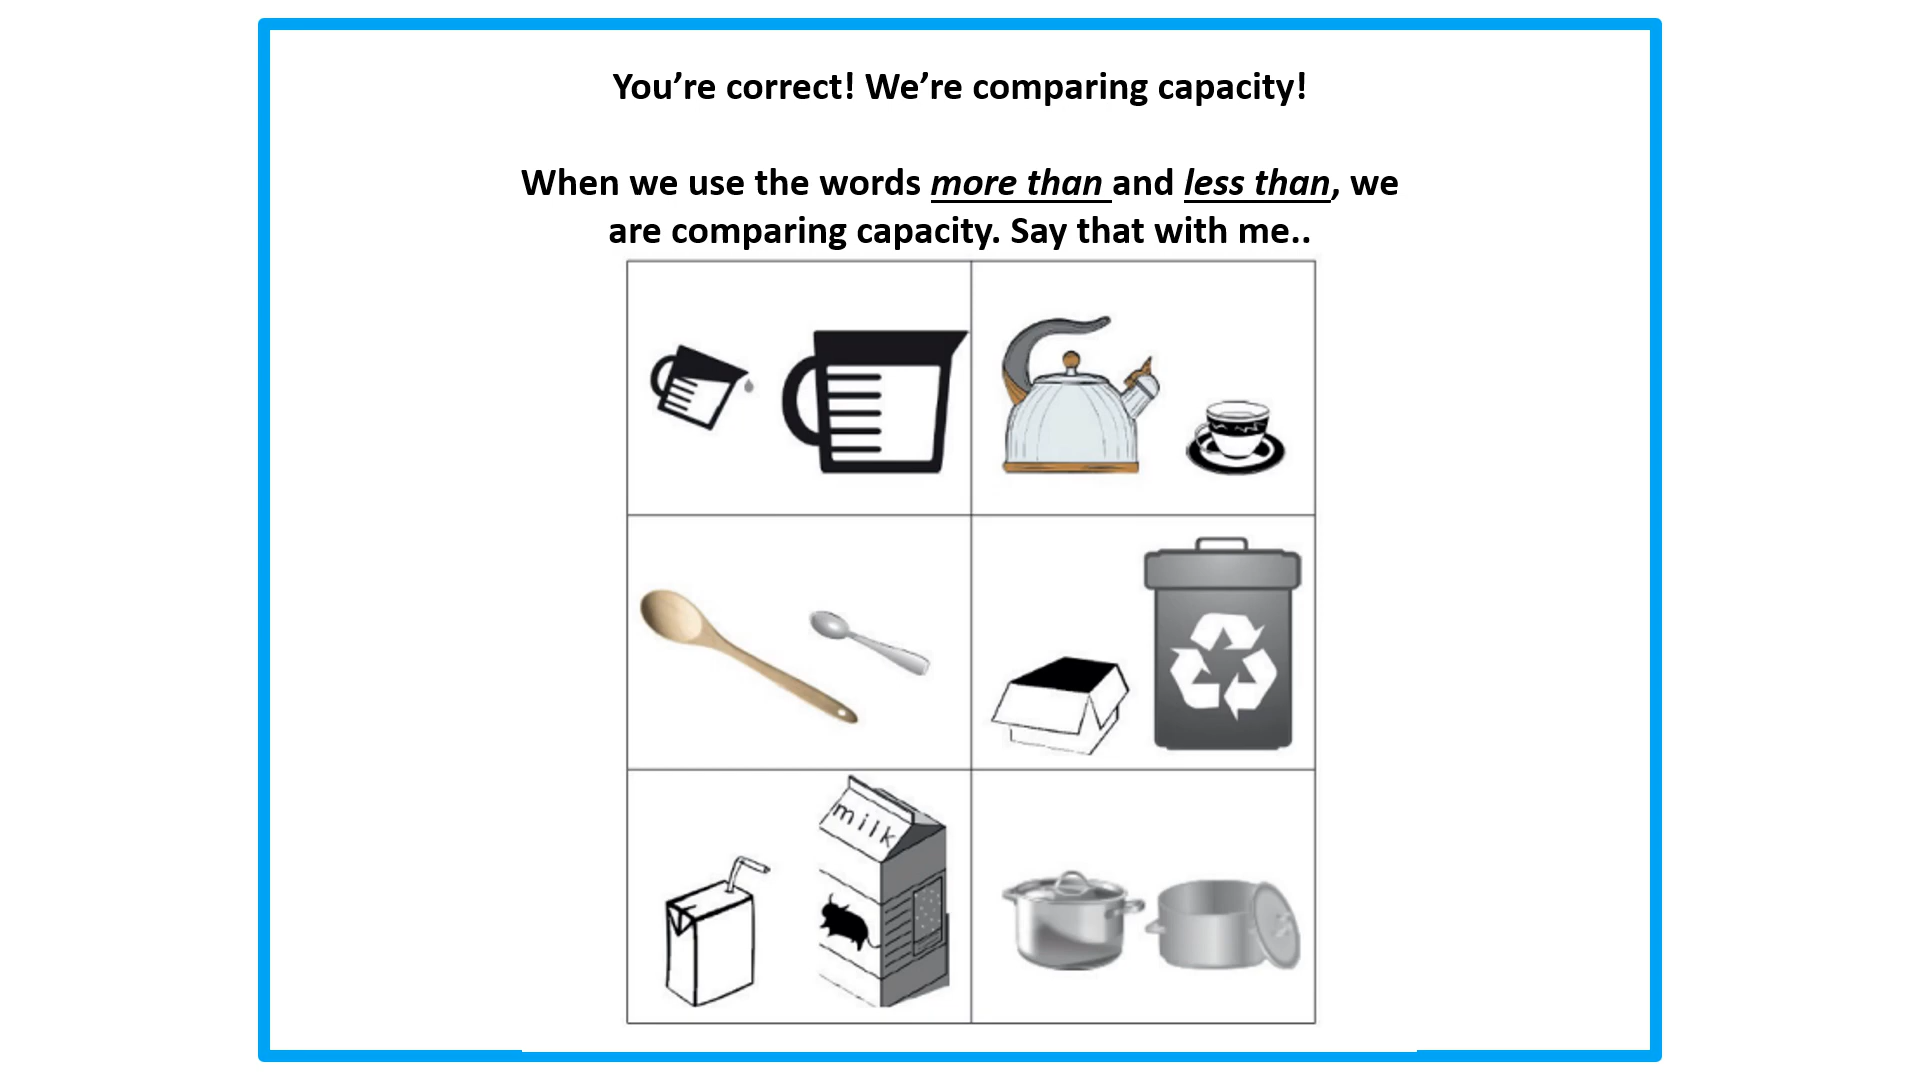 You’re correct! We’re comparing capacity!
When we use the words more than and less than, we
are comparing capacity. Say that with me..
milk